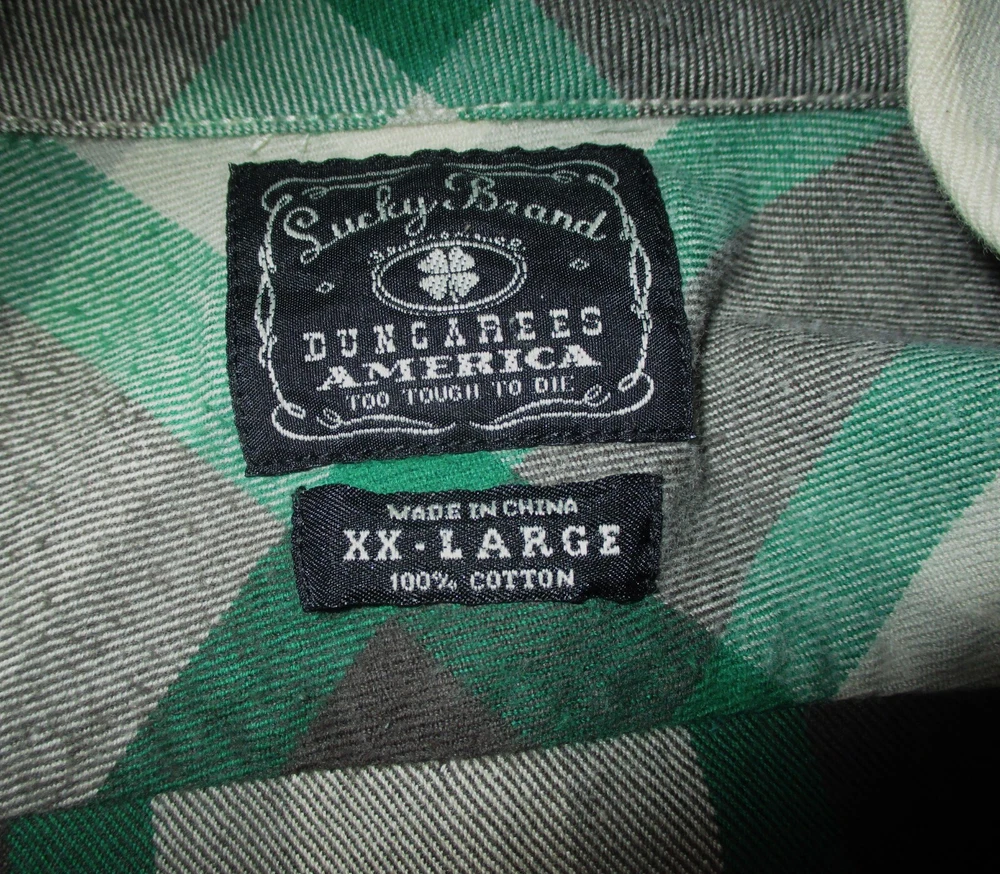 Lucky Brand
DUNGAREES
AMERICA
TOO TOUGH TO DIE
MADE IN CHINA
XX-LARGE
100% COTTON